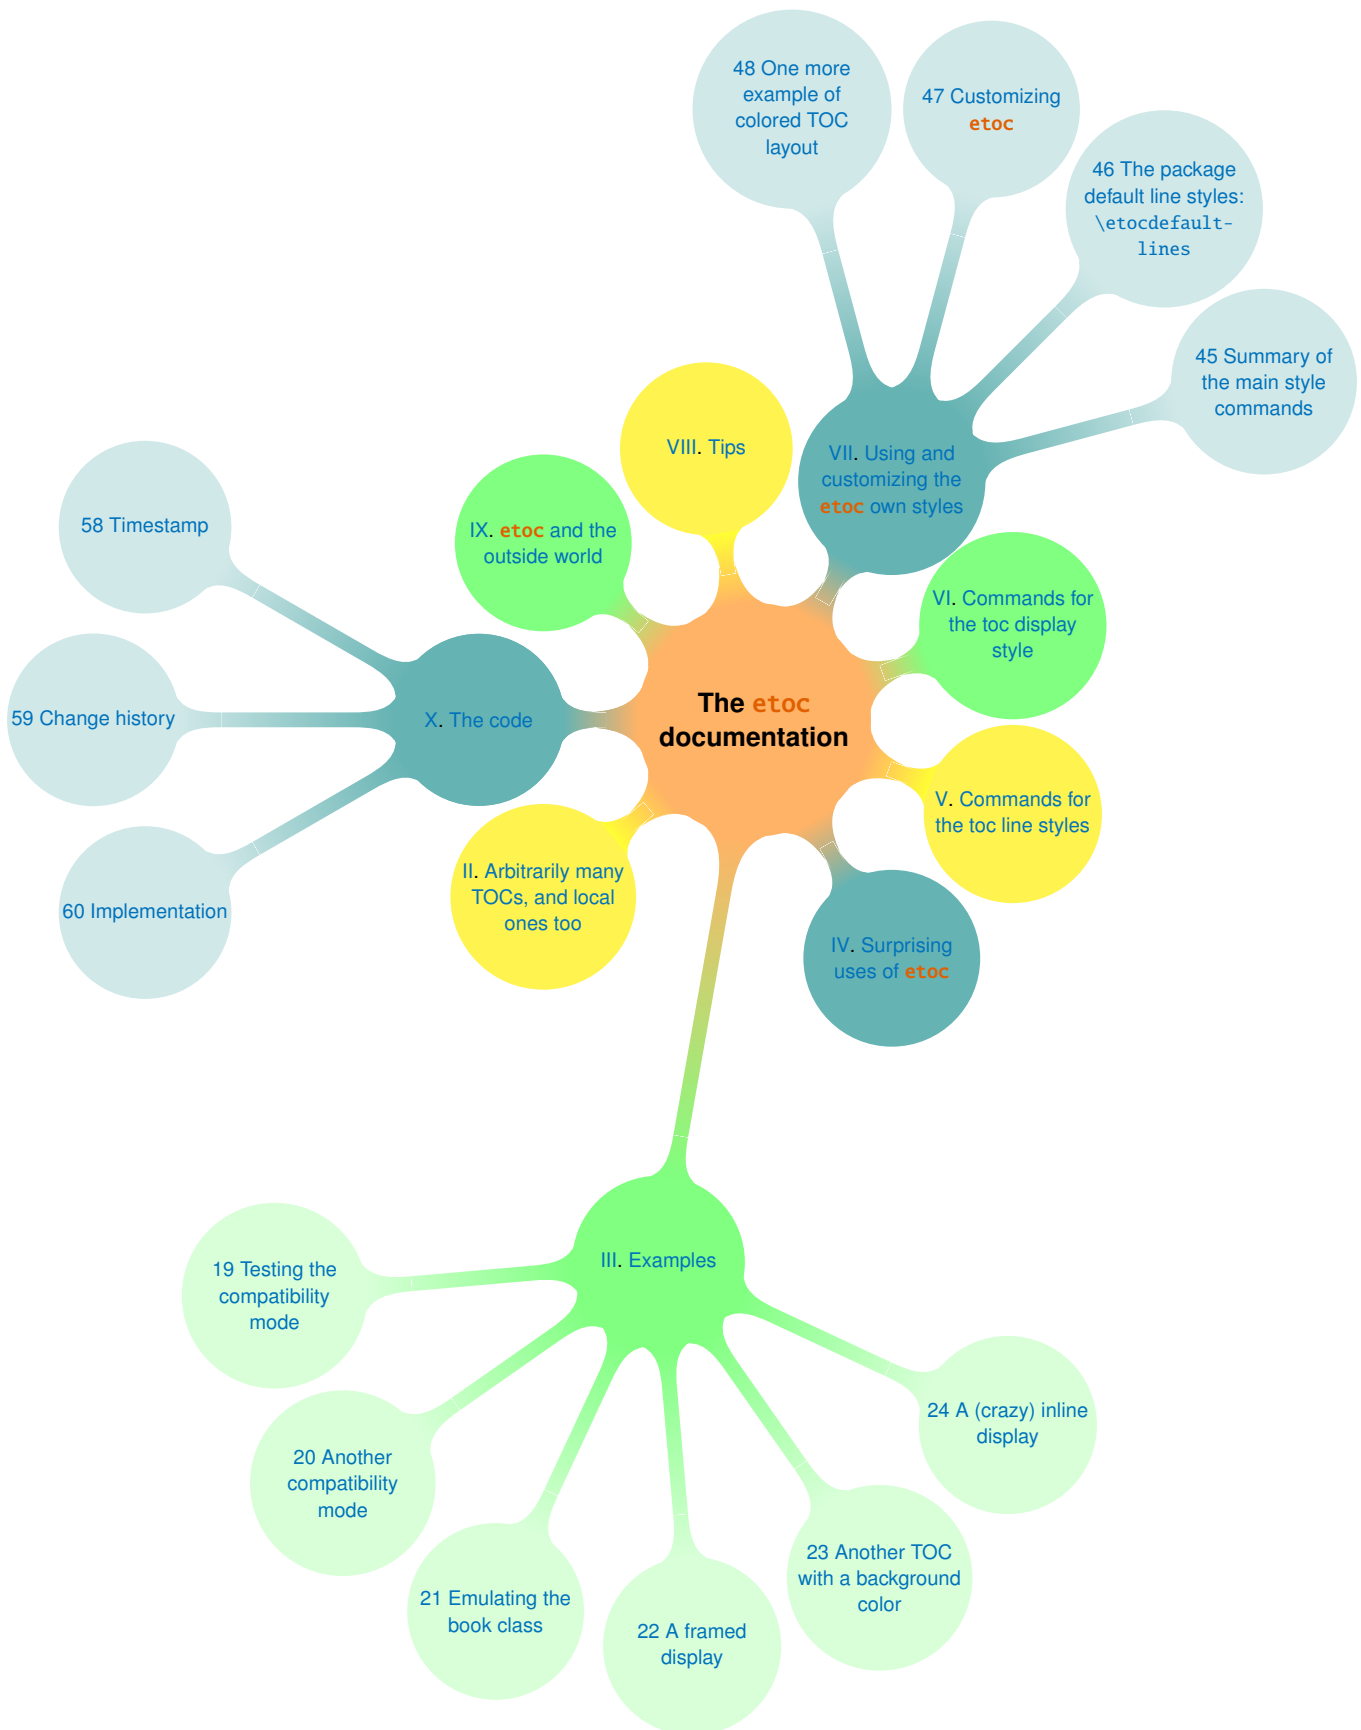 48 One more
example of
colored TOC
layout
47 Customizing
etoc
46 The package
default line styles:
\etocdefault-
lines
45 Summary of
the main style
commands
VIII. Tips
VII. Using and
customizing the
etoc own styles
58 Timestamp
IX. etoc and the
outside world
VI. Commands for
the toc display
style
59 Change history
X. The code
The etoc
documentation
V. Commands for
the toc line styles
60 Implementation
II. Arbitrarily many
TOCs, and local
ones too
IV. Surprising
uses of etoc
III. Examples
19 Testing the
compatibility
mode
20 Another
compatibility
mode
21 Emulating the
book class
22 A framed
display
23 Another TOC
with a background
color
24 A (crazy) inline
display